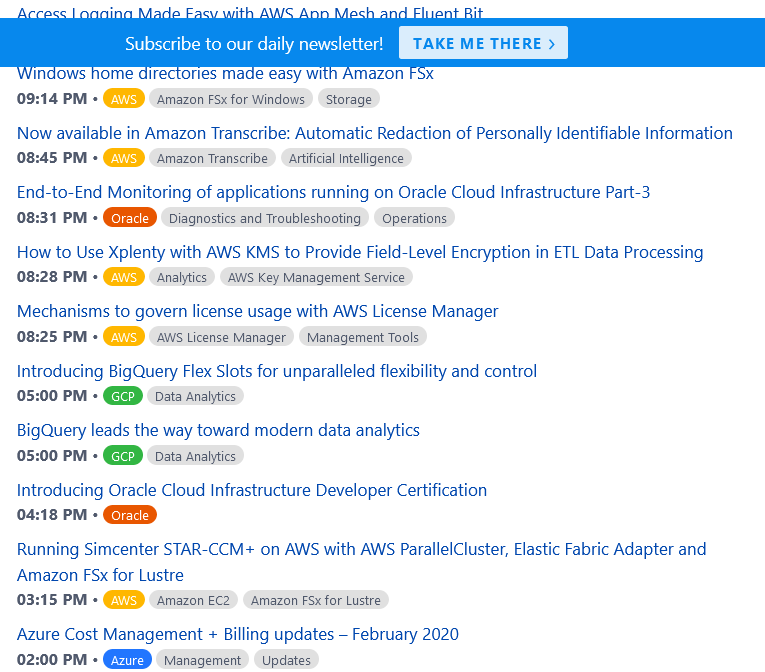 Access Logging Made Easy with AWS App Mesh and Fluent Bit
Subscribe to our daily newsletter! TAKE ME THERE >
Windows home directories made easy with Amazon FSx
09:14 PM • AWS Amazon FSx for Windows Storage
Now available in Amazon Transcribe: Automatic Redaction of Personally Identifiable Information
08:45 PM • AWS Amazon Transcribe Artificial Intelligence
End-to-End Monitoring of applications running on Oracle Cloud Infrastructure Part-3
08:31 PM • Oracle Diagnostics and Troubleshooting Operations
How to Use Xplenty with AWS KMS to Provide Field-Level Encryption in ETL Data Processing
08:28 PM • AWS Analytics AWS Key Management Service
Mechanisms to govern license usage with AWS License Manager
08:25 PM • AWS AWS License Manager Management Tools
Introducing BigQuery Flex Slots for unparalleled flexibility and control
05:00 PM • GCP Data Analytics
BigQuery leads the way toward modern data analytics
05:00 PM • GCP Data Analytics
Introducing Oracle Cloud Infrastructure Developer Certification
04:18 PM • Oracle
Running Simcenter STAR-CCM+ on AWS with AWS ParallelCluster, Elastic Fabric Adapter and
Amazon FSx for Lustre
03:15 PM • AWS Amazon EC2 Amazon FSx for Lustre
Azure Cost Management + Billing updates – February 2020
02:00 PM • Azure Management Updates